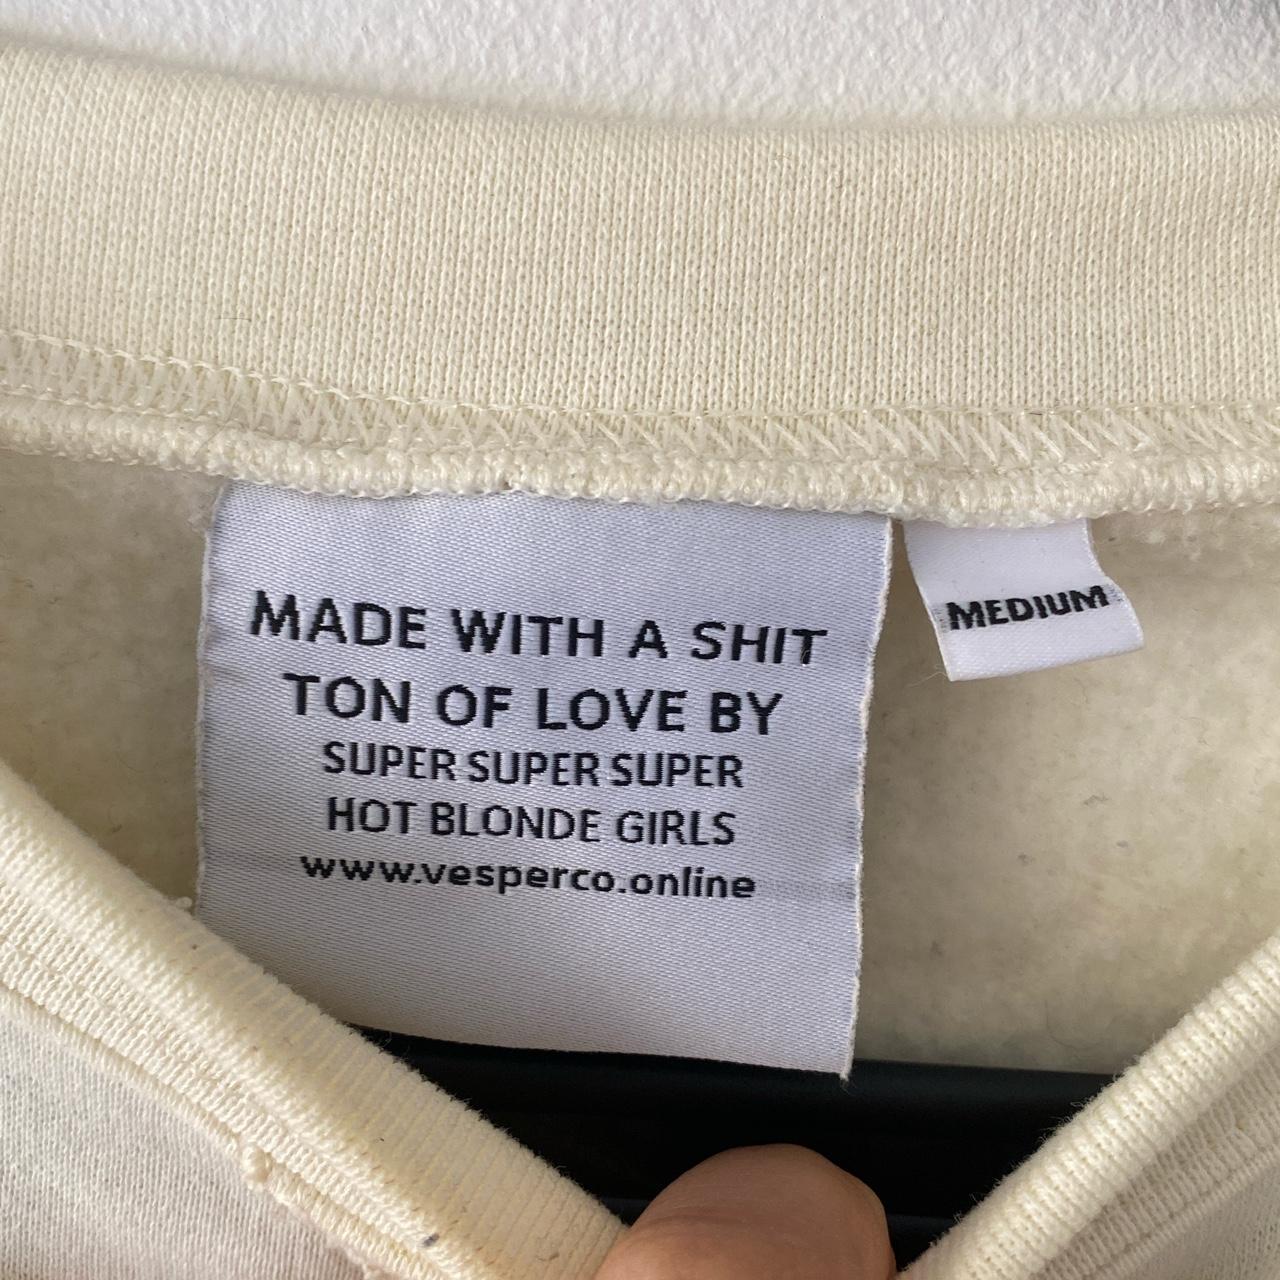 MADE WITH A SHIT
TON OF LOVE BY
SUPER SUPER SUPER
HOT BLONDE GIRLS
www.vesperco.online
MEDIUM